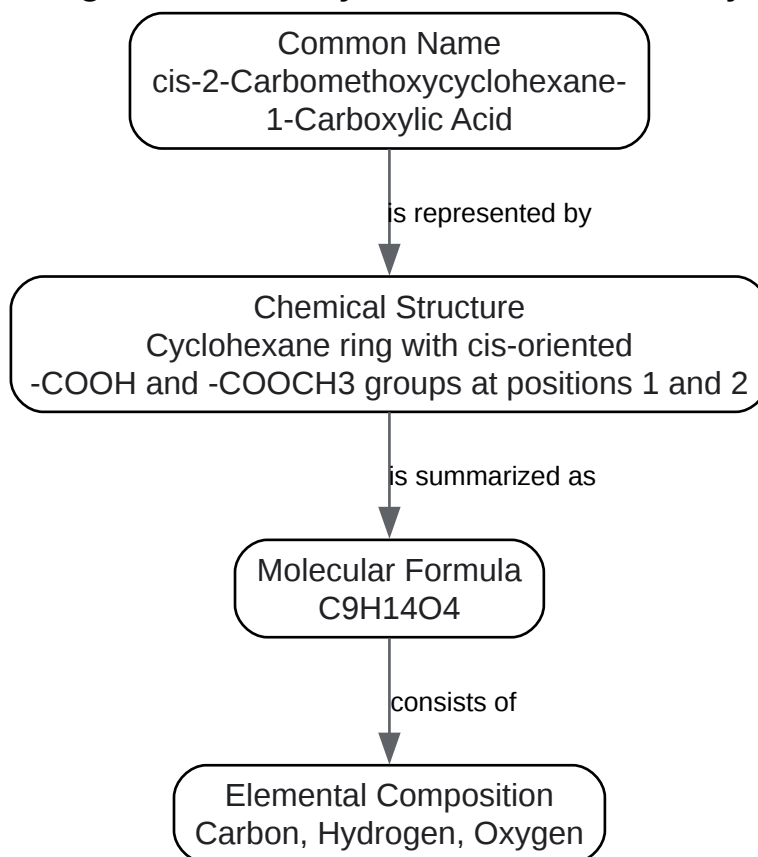 Common Name
cis-2-Carbomethoxycyclohexane-
1-Carboxylic Acid
is represented by
Chemical Structure
Cyclohexane ring with cis-oriented
-COOH and -COOCH3 groups at positions 1 and 2
is summarized as
Molecular Formula
C9H14O4
consists of
Elemental Composition
Carbon, Hydrogen, Oxygen